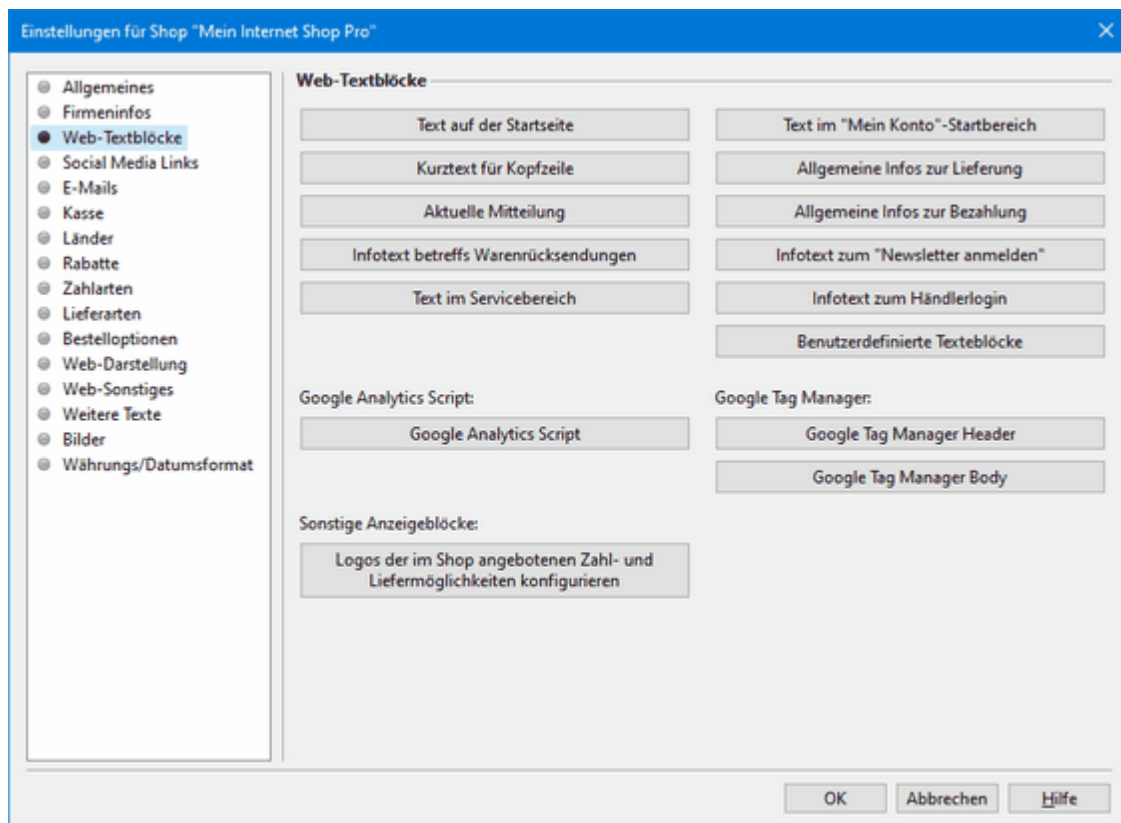 Einstellungen für Shop "Mein Internet Shop Pro"
Allgemeines
Firmeninfos
Web-Textblöcke
Social Media Links
E-Mails
Kasse
Länder
Rabatte
Zahlarten
Lieferarten
Bestelloptionen
Web-Darstellung
Web-Sonstiges
Weitere Texte
Bilder
Währungs/Datumsformat
Web-Textblöcke
Text auf der Startseite
Text im "Mein Konto"-Startbereich
Kurztext für Kopfzeile
Allgemeine Infos zur Lieferung
Aktuelle Mitteilung
Allgemeine Infos zur Bezahlung
Infotext betreffs Warenrücksendungen
Infotext zum "Newsletter anmelden"
Text im Servicebereich
Infotext zum Händlerlogin
Benutzerdefinierte Texteblöcke
Google Analytics Script:
Google Tag Manager:
Google Analytics Script
Google Tag Manager Header
Google Tag Manager Body
Sonstige Anzeigeblöcke:
Logos der im Shop angebotenen Zahl- und
Liefermöglichkeiten konfigurieren
OK
Abbrechen
Hilfe